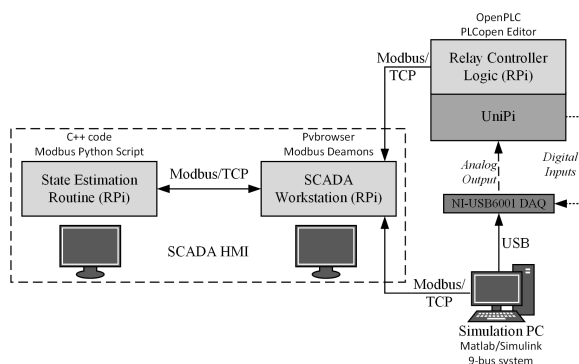 OpenPLC
PLCopen Editor
Modbus/
TCP
Relay Controller
Logic (RPi)
UniPi
C++ code
Modbus Python Script
Pvbrowser
Modbus Deamons
State Estimation
Routine (RPi)
Modbus/TCP
SCADA
Workstation (RPi)
Analog
Output
Digital
Inputs
NI-USB6001 DAQ
SCADA HMI
USB
Modbus/
TCP
Simulation PC
Matlab/Simulink
9-bus system